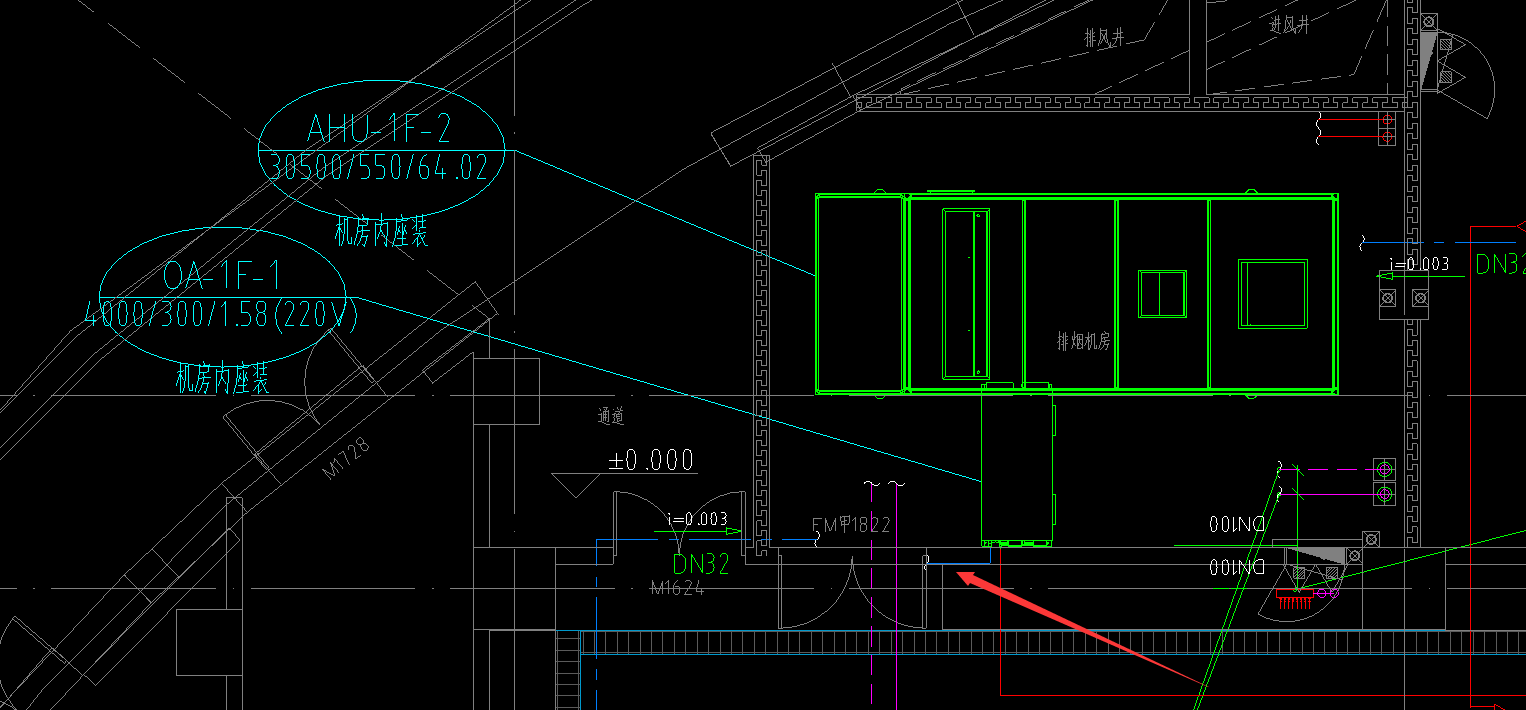 排风井
进风井
AHU-1F-2
30500/550/64.02
机房内座装
OA-1F-1
4000/300/1.58(220V)
机房内座装
i=0.003
DN32
排烟机房
通道
M1728
±0.000
i=0.003
FM甲1822
DN32
M1624
DN100
DN100